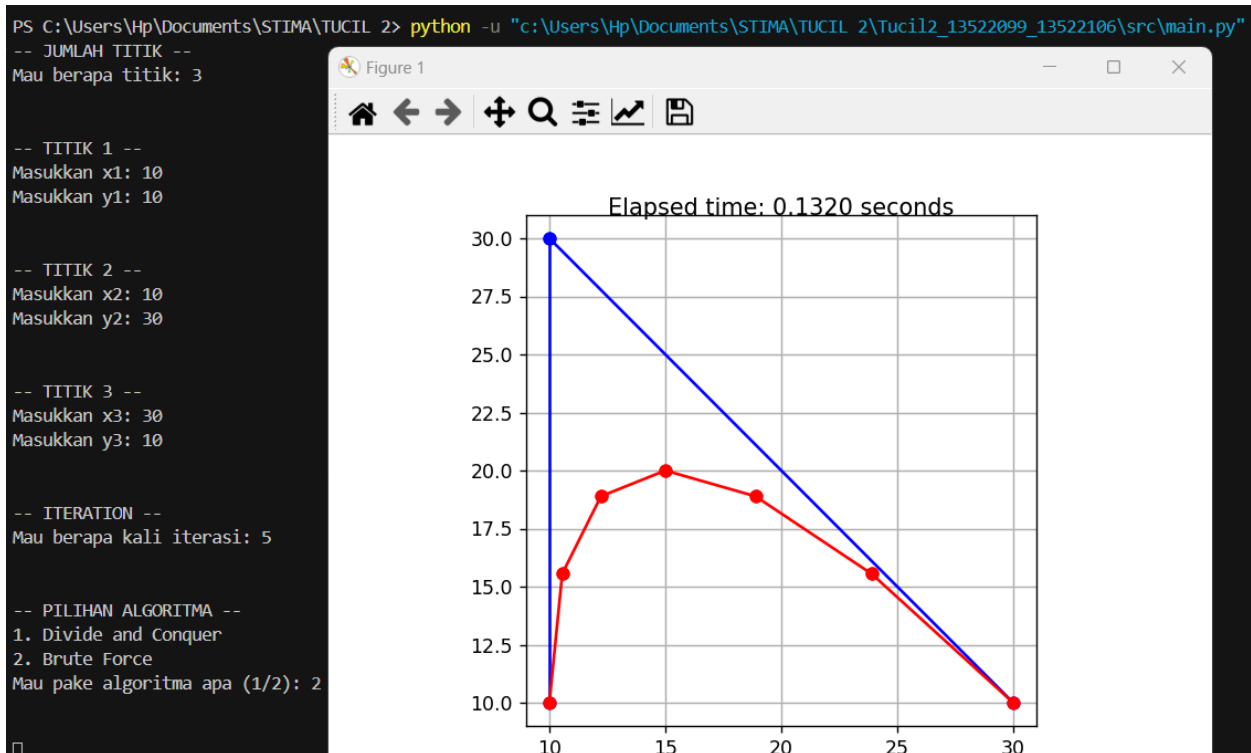 PS C:\Users\Hp\Documents\STIMA\TUCIL 2> python -u "c:\Users\Hp\Documents\STIMA\TUCIL 2\Tucil2_13522099_13522106\src\main.py"
-- JUMLAH TITIK --
Mau berapa titik: 3
-- TITIK 1 --
Masukkan x1: 10
Masukkan y1: 10
-- TITIK 2 --
Masukkan x2: 10
Masukkan y2: 30
-- TITIK 3 --
Masukkan x3: 30
Masukkan y3: 10
-- ITERATION --
Mau berapa kali iterasi: 5
-- PILIHAN ALGORITMA --
1. Divide and Conquer
2. Brute Force
Mau pake algoritma apa (1/2): 2
Figure 1
Elapsed time: 0.1320 seconds
30.0
27.5
25.0
22.5
20.0
17.5
15.0
12.5
10.0
10 15 20 25 30